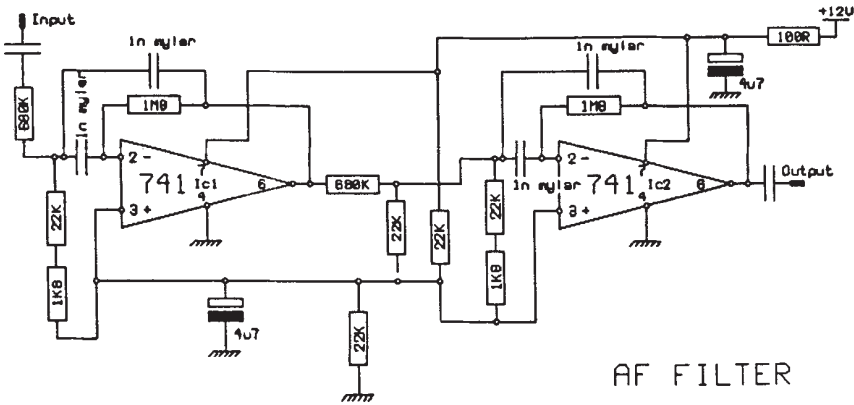 Input
+12V
100R
4u7
1n mylar
1n mylar
680K
1n mylar
1M8
1M8
2 -
3 +
741
Ic1
7
4
6
680K
1n mylar
2 -
3 +
741
Ic2
7
4
6
Output
22K
1K8
22K
22K
22K
1K8
4u7
22K
AF FILTER